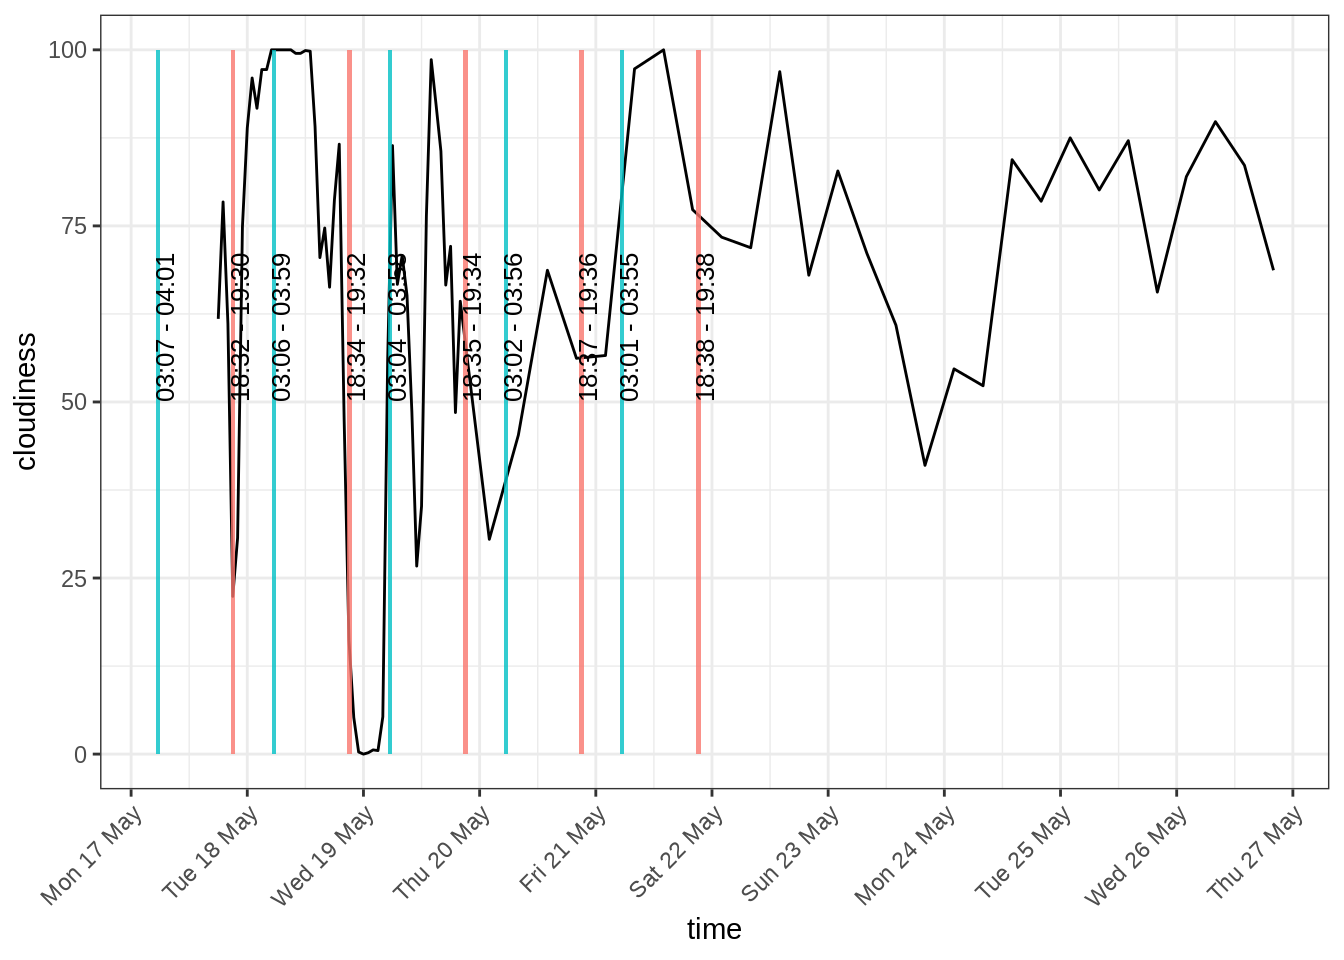 cloudiness
100
75
50
25
0
03:07 - 04:01
18:32 - 19:30
03:06 - 03:59
18:34 - 19:32
03:04 - 03:58
18:35 - 19:34
03:02 - 03:56
18:37 - 19:36
03:01 - 03:55
18:38 - 19:38
Mon 17 May
Tue 18 May
Wed 19 May
Thu 20 May
Fri 21 May
Sat 22 May
Sun 23 May
Mon 24 May
Tue 25 May
Wed 26 May
Thu 27 May
time